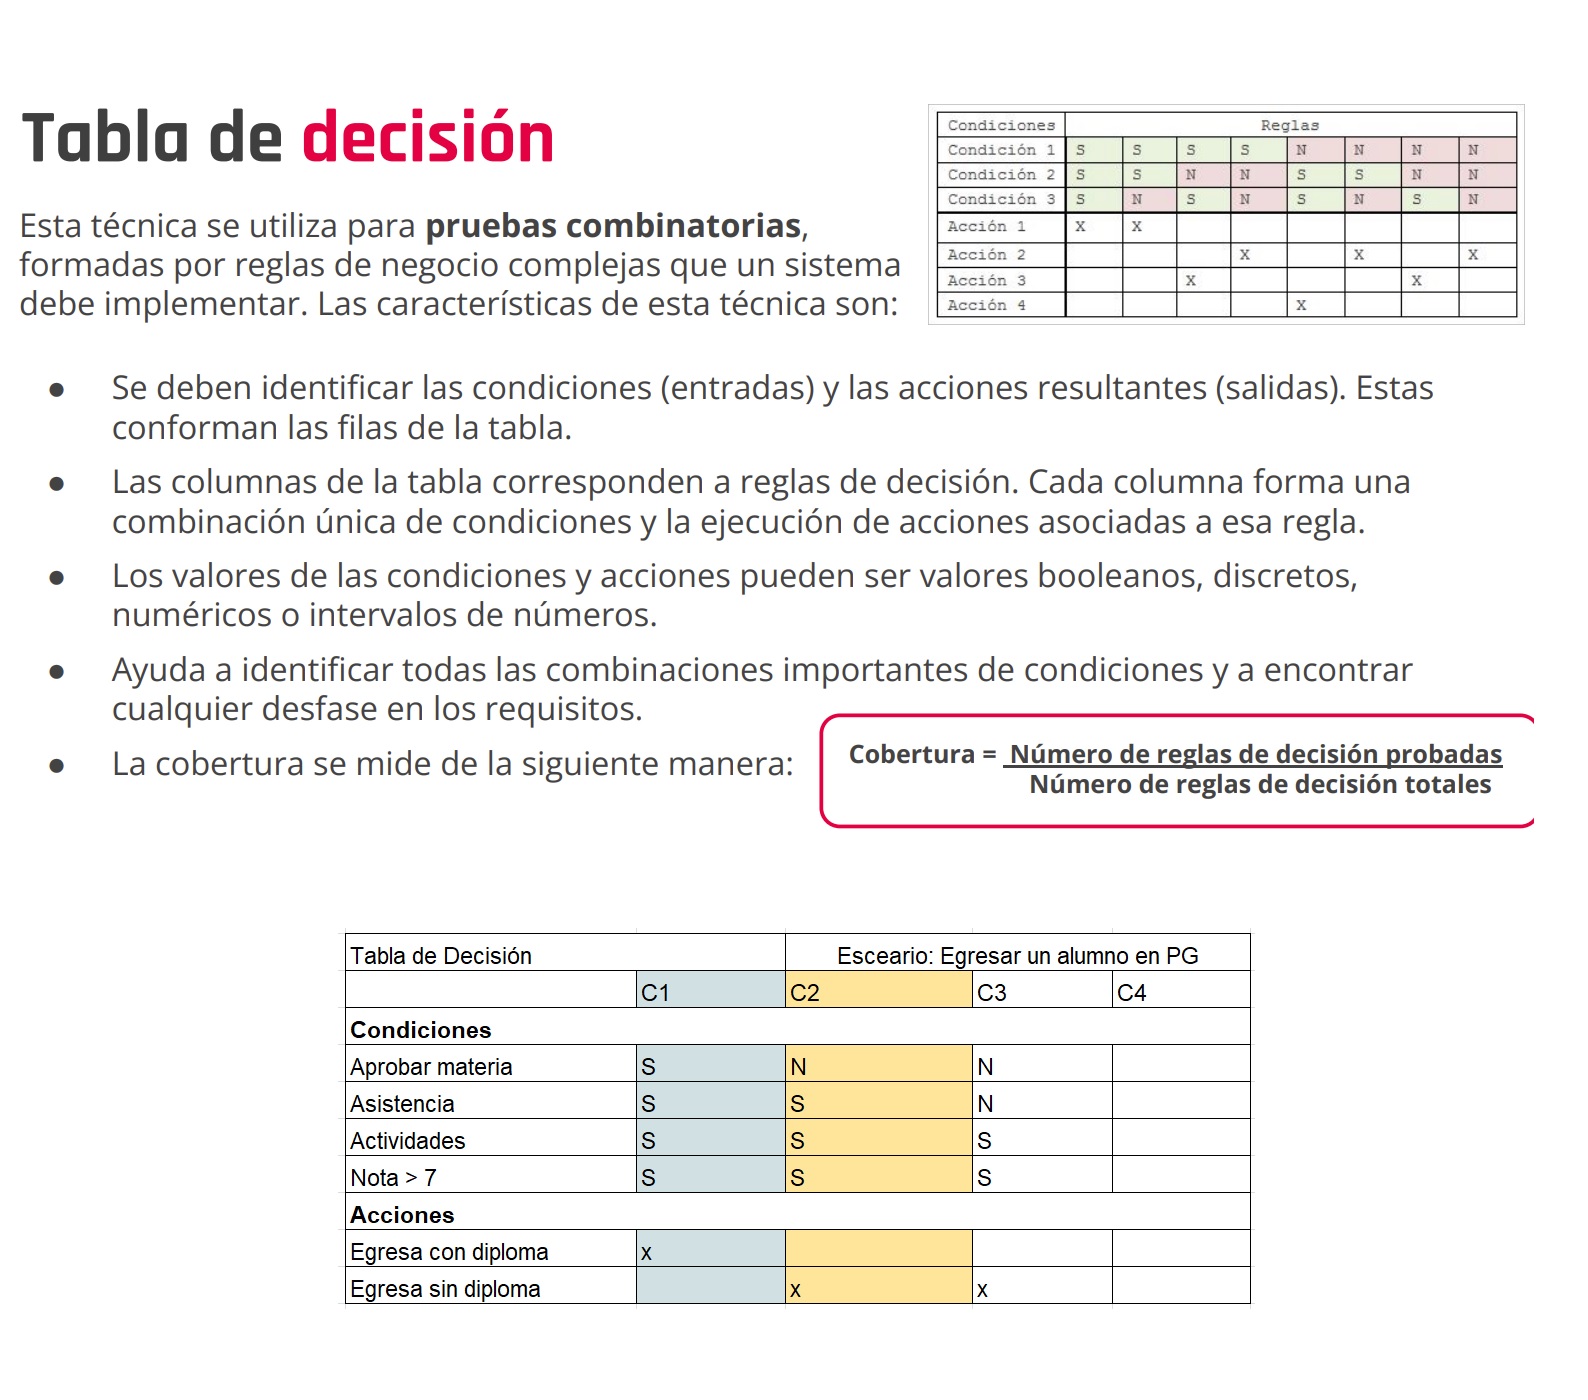 Tabla de decisión
Esta técnica se utiliza para pruebas combinatorias,
formadas por reglas de negocio complejas que un sistema
debe implementar. Las características de esta técnica son:
Condiciones Reglas
Condición 1 S S S S N N N N
Condición 2 S S N N S S N N
Condición 3 S N S N S N S N
Acción 1 X X
Acción 2 X X X
Acción 3 X X
Acción 4 X
● Se deben identificar las condiciones (entradas) y las acciones resultantes (salidas). Estas
conforman las filas de la tabla.
● Las columnas de la tabla corresponden a reglas de decisión. Cada columna forma una
combinación única de condiciones y la ejecución de acciones asociadas a esa regla.
● Los valores de las condiciones y acciones pueden ser valores booleanos, discretos,
numéricos o intervalos de números.
● Ayuda a identificar todas las combinaciones importantes de condiciones y a encontrar
cualquier desfase en los requisitos.
● La cobertura se mide de la siguiente manera:
Cobertura = Número de reglas de decisión probadas
Número de reglas de decisión totales
Tabla de Decisión Esceario: Egresar un alumno en PG
C1 C2 C3 C4
Condiciones
Aprobar materia S N N
Asistencia S S N
Actividades S S S
Nota > 7 S S S
Acciones
Egresa con diploma x
Egresa sin diploma x x